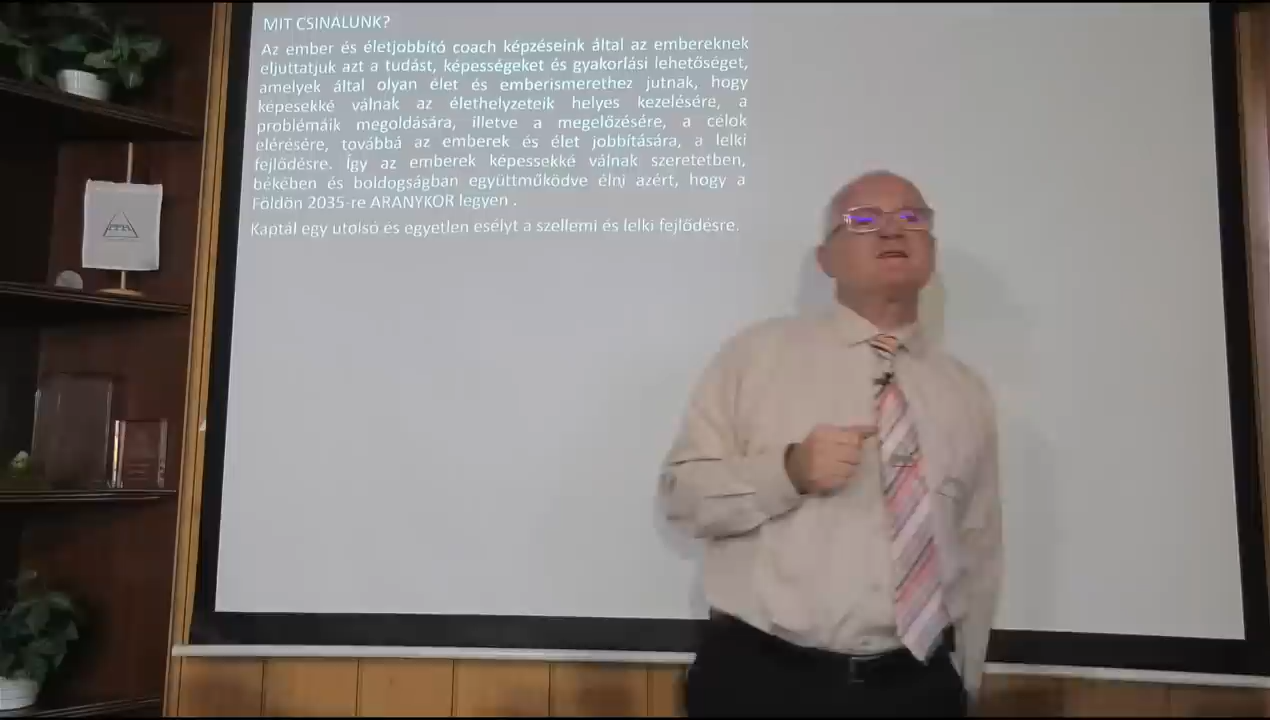 MIT CSINALUNK?
Az ember és életjobbító coach képzéseink által az embereknek
eljuttatjuk azt a tudást, képességeket és gyakorlási lehetőséget,
amelyek által olyan élet és emberismerethez jutnak, hogy
képesekké válnak az élethelyzeteik helyes kezelésére, a
problémáik megoldására, illetve a megelőzésére, a célok
elérésére, továbbá az emberek és élet jobbítására, a lelki
fejlődésre. Így az emberek képessekké válnak szeretetben,
békében és boldogságban együttműködve élni azért, hogy a
Földön 2035-re ARANYKOR legyen .
Kaptál egy utolsó és egyetlen esélyt a szellemi és lelki fejlődésre.